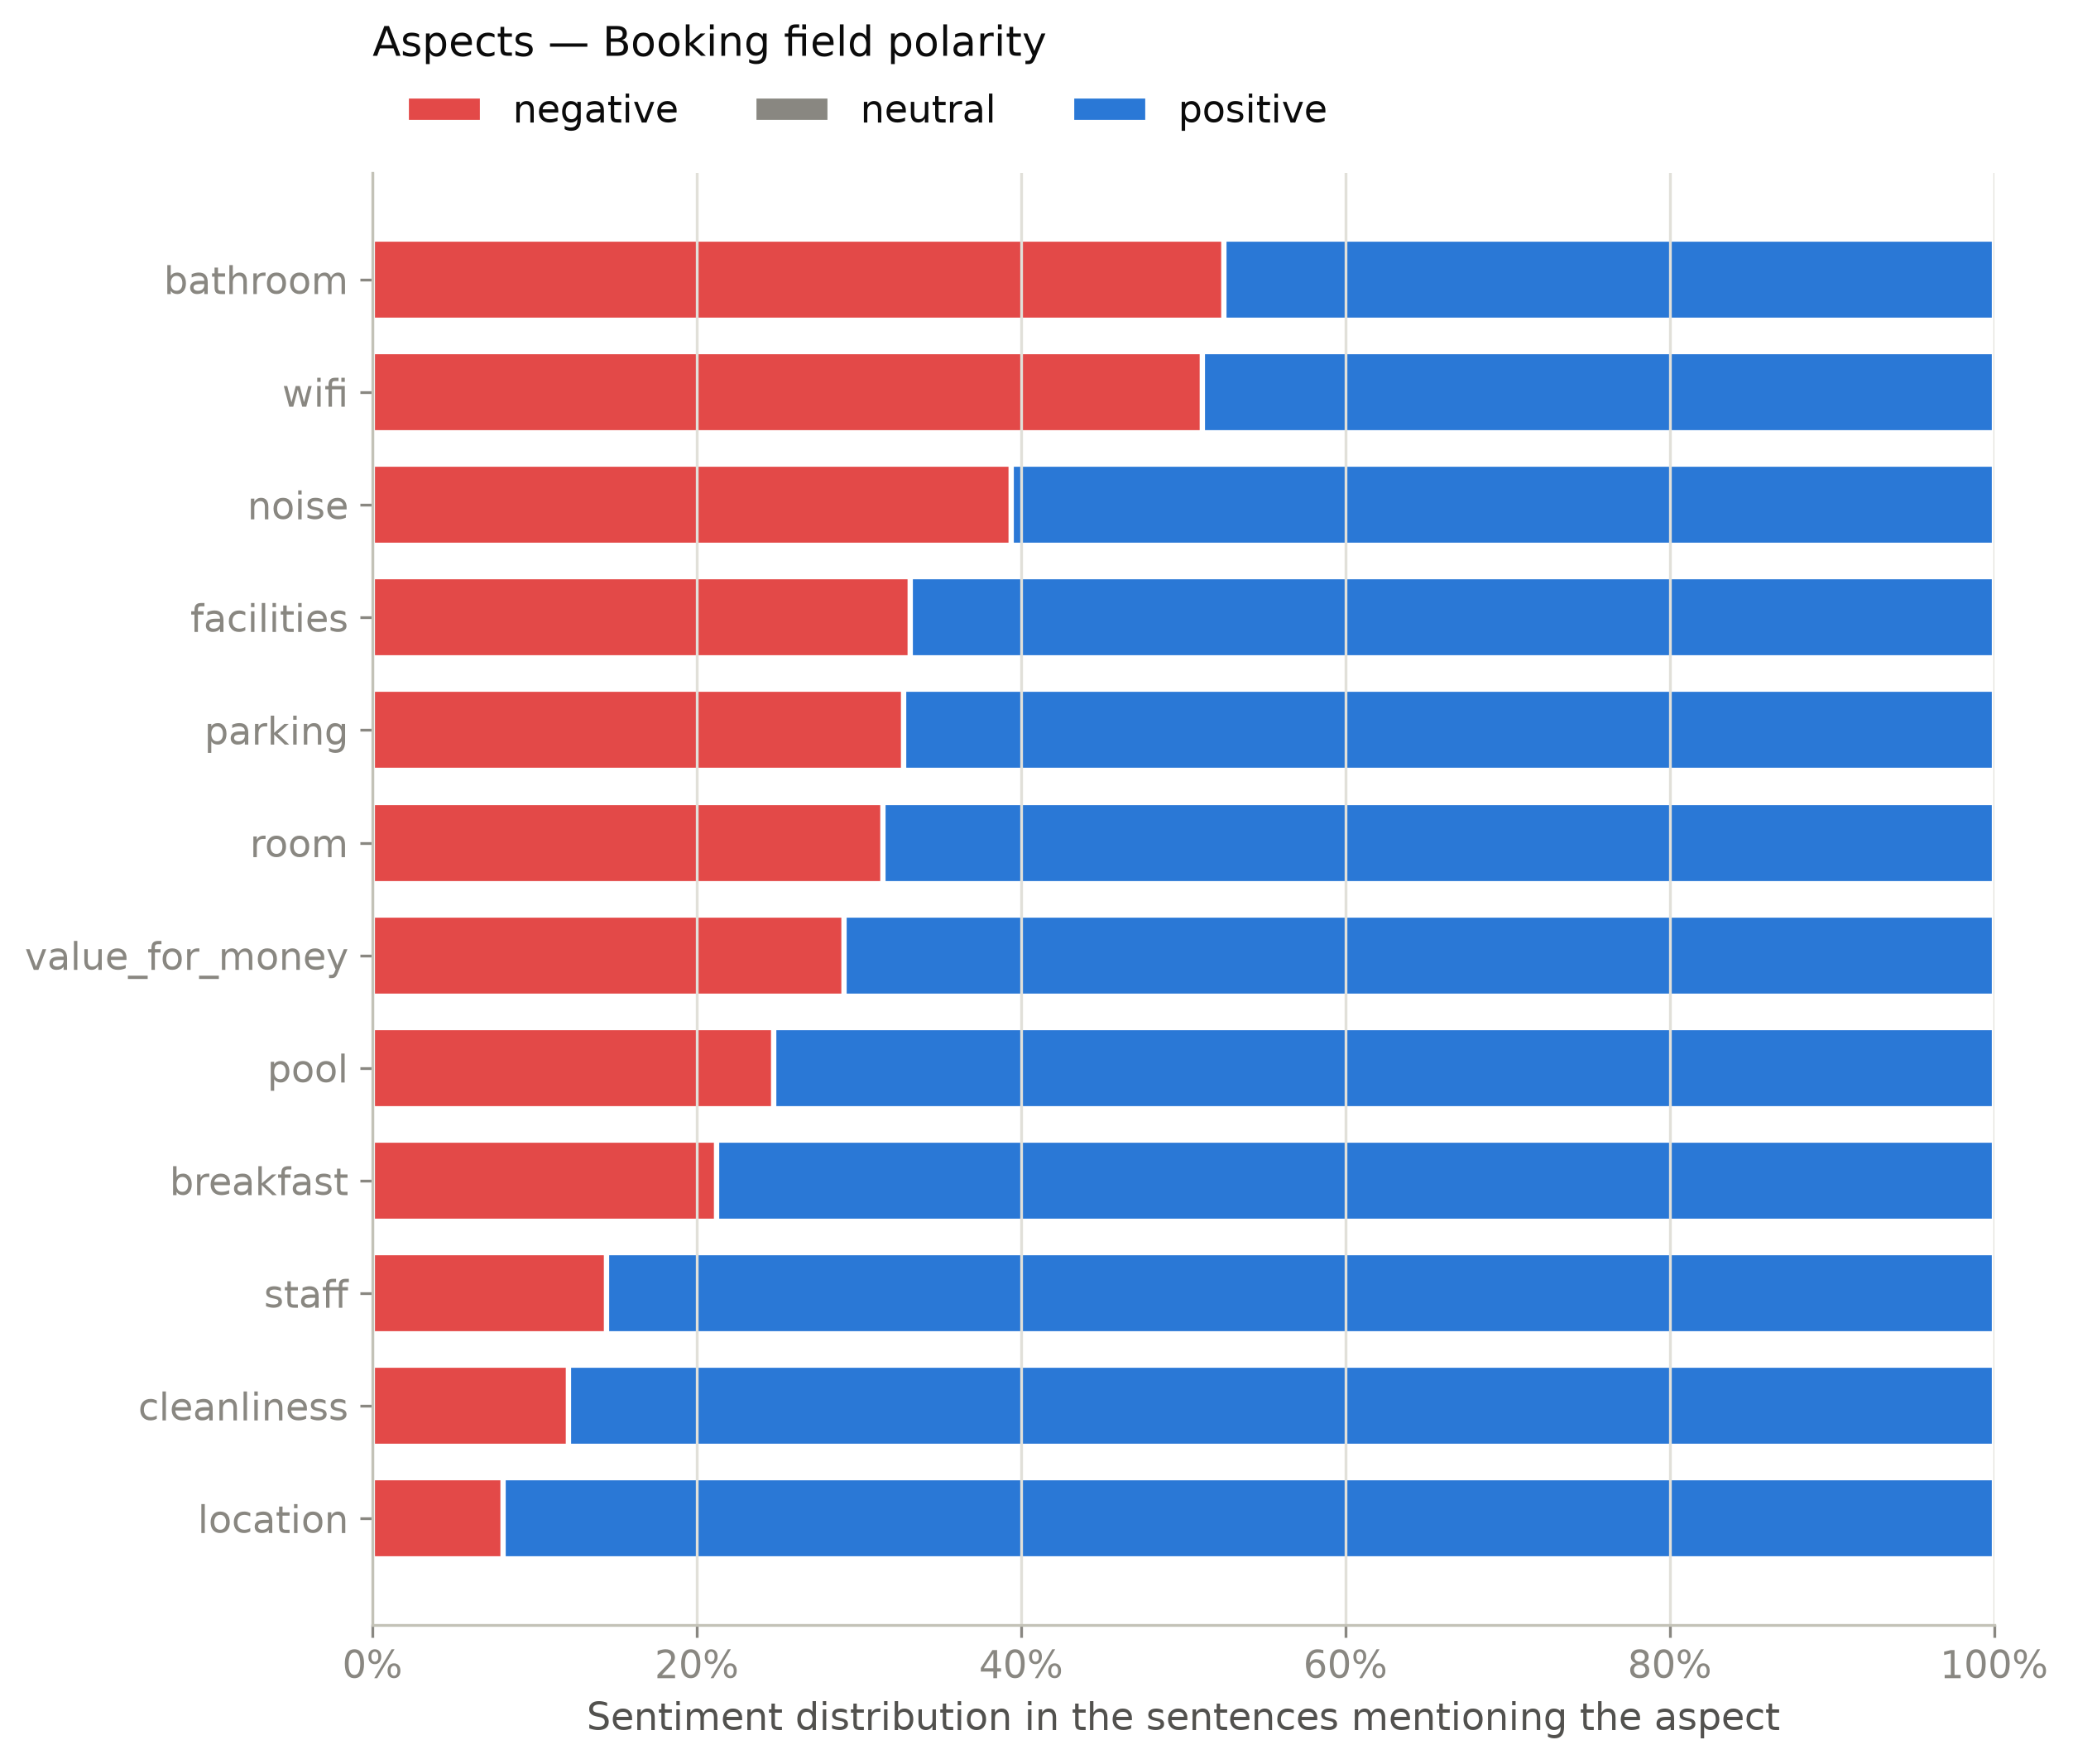 Aspects — Booking field polarity
negative neutral positive
bathroom
wifi
noise
facilities
parking
room
value_for_money
pool
breakfast
staff
cleanliness
location
0% 20% 40% 60% 80% 100%
Sentiment distribution in the sentences mentioning the aspect